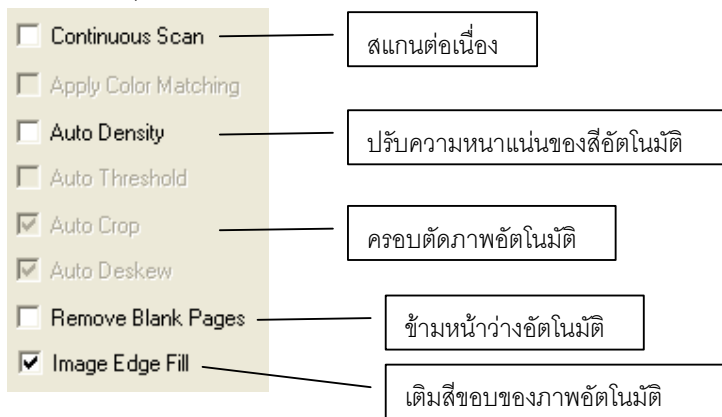 Continuous Scan
สแกนต่อเนื่อง
Apply Color Matching
Auto Density
ปรับความหนาแน่นของสีอัตโนมัติ
Auto Threshold
Auto Crop
ครอบตัดภาพอัตโนมัติ
Auto Deskew
Remove Blank Pages
ข้ามหน้าว่างอัตโนมัติ
Image Edge Fill
เติมสีขอบของภาพอัตโนมัติ